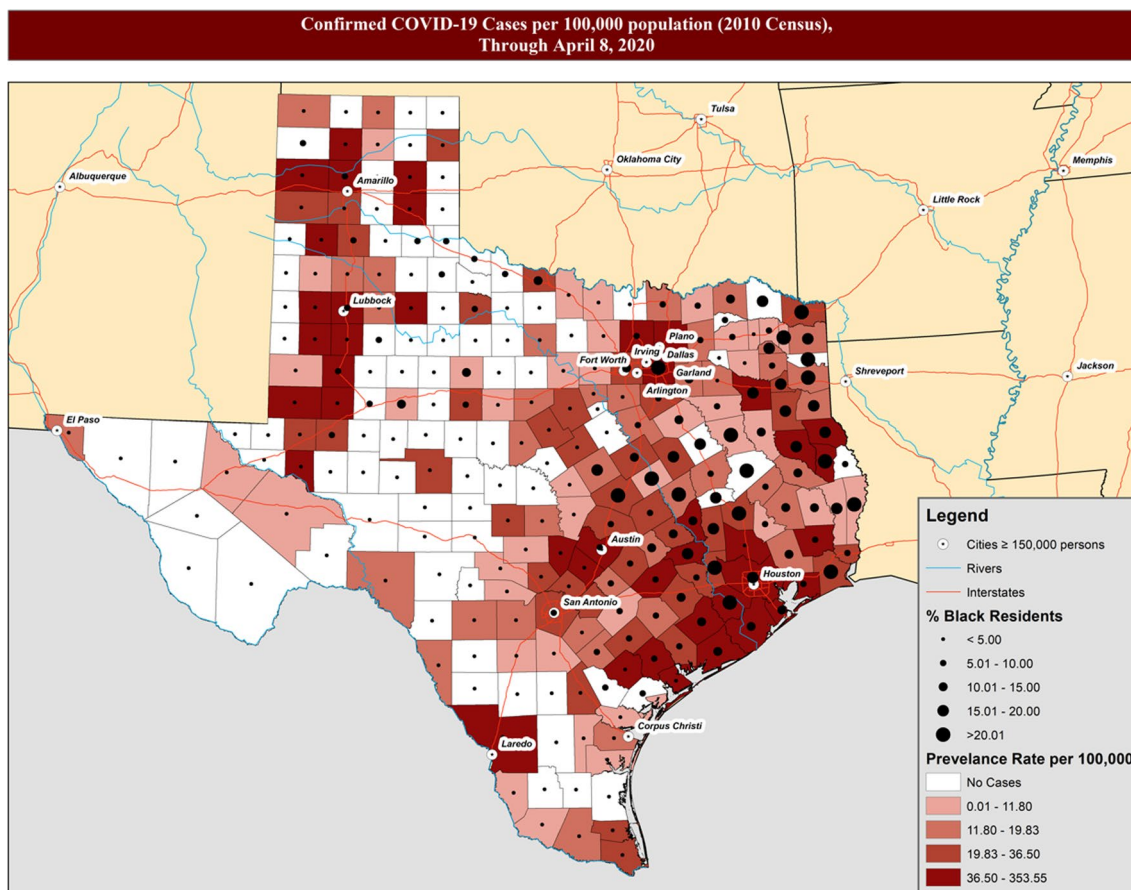 Confirmed COVID-19 Cases per 100,000 population (2010 Census),
Through April 8, 2020
Tulsa
Oklahoma City
Memphis
Albuquerque
Amarillo
Little Rock
Lubbock
Plano
Irving
Dallas
Fort Worth
Garland
Shreveport
Jackson
Arlington
El Paso
Austin
Houston
San Antonio
Corpus Christi
Laredo
Legend
Cities ≥ 150,000 persons
Rivers
Interstates
% Black Residents
< 5.00
5.01 - 10.00
10.01 - 15.00
15.01 - 20.00
>20.01
Prevelance Rate per 100,000
No Cases
0.01 - 11.80
11.80 - 19.83
19.83 - 36.50
36.50 - 353.55